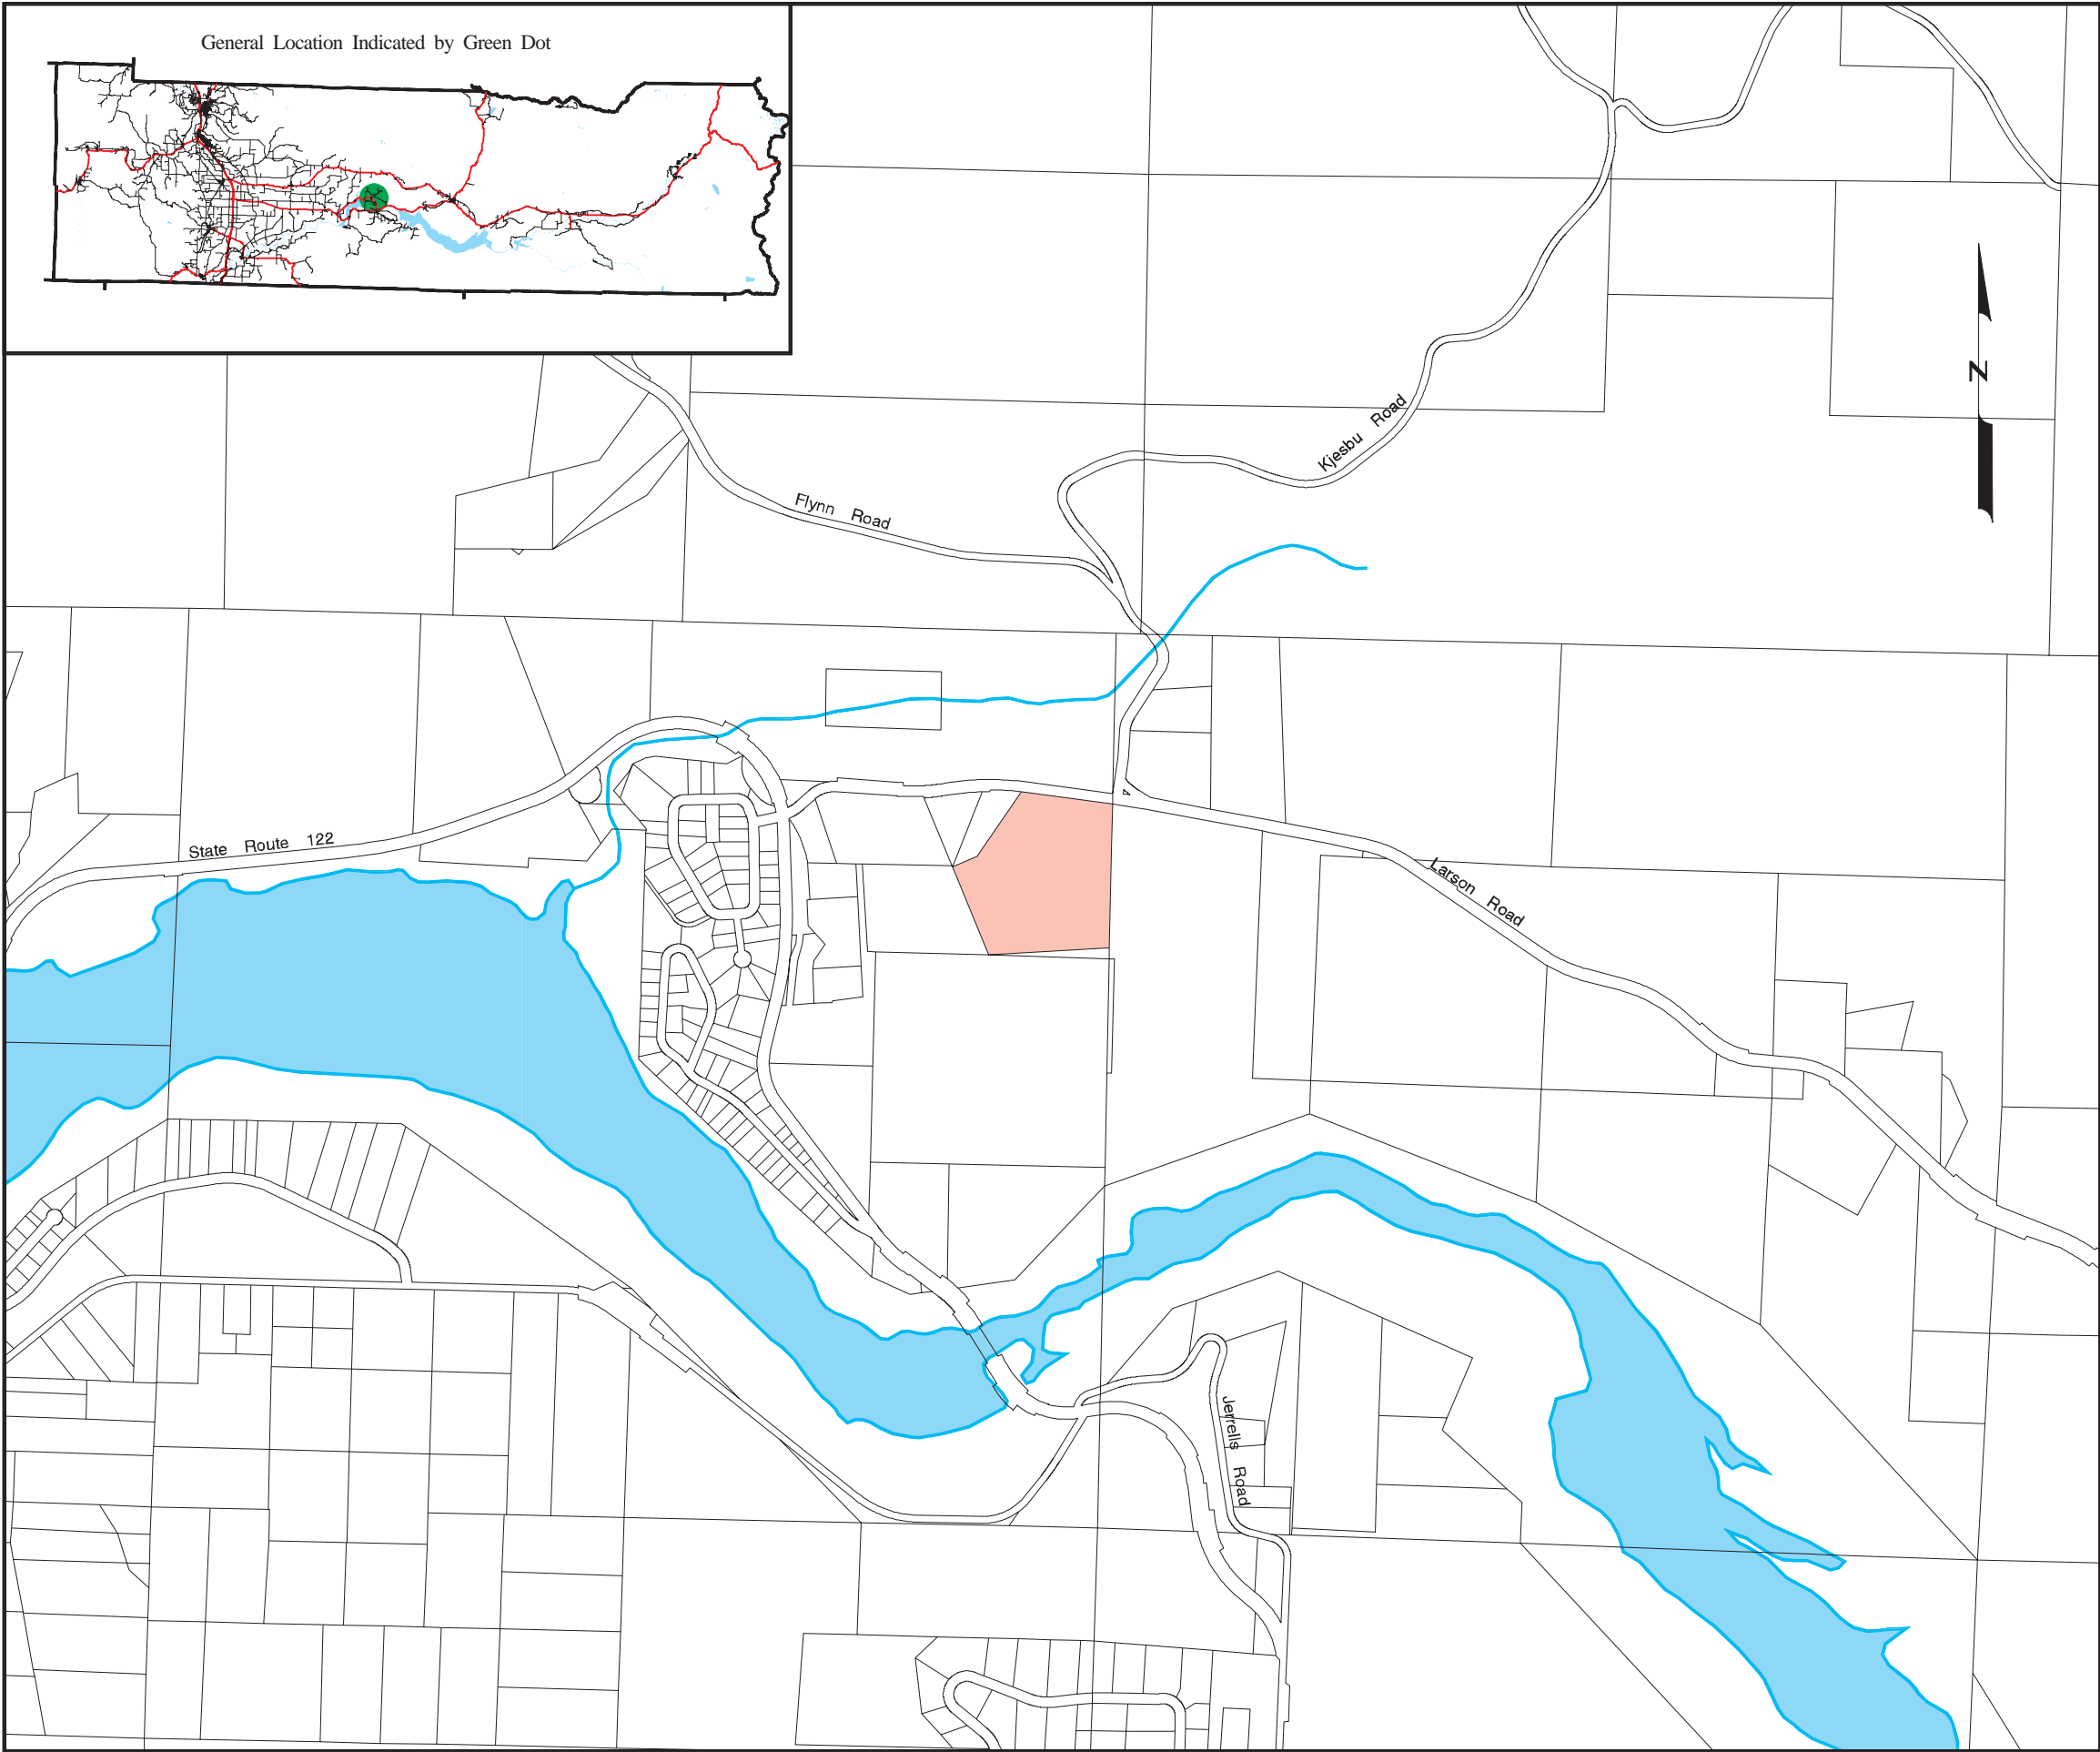 General Location Indicated by Green Dot
N
Kjesbu Road
Flynn Road
State Route 122
Larson Road
Jerrells Road